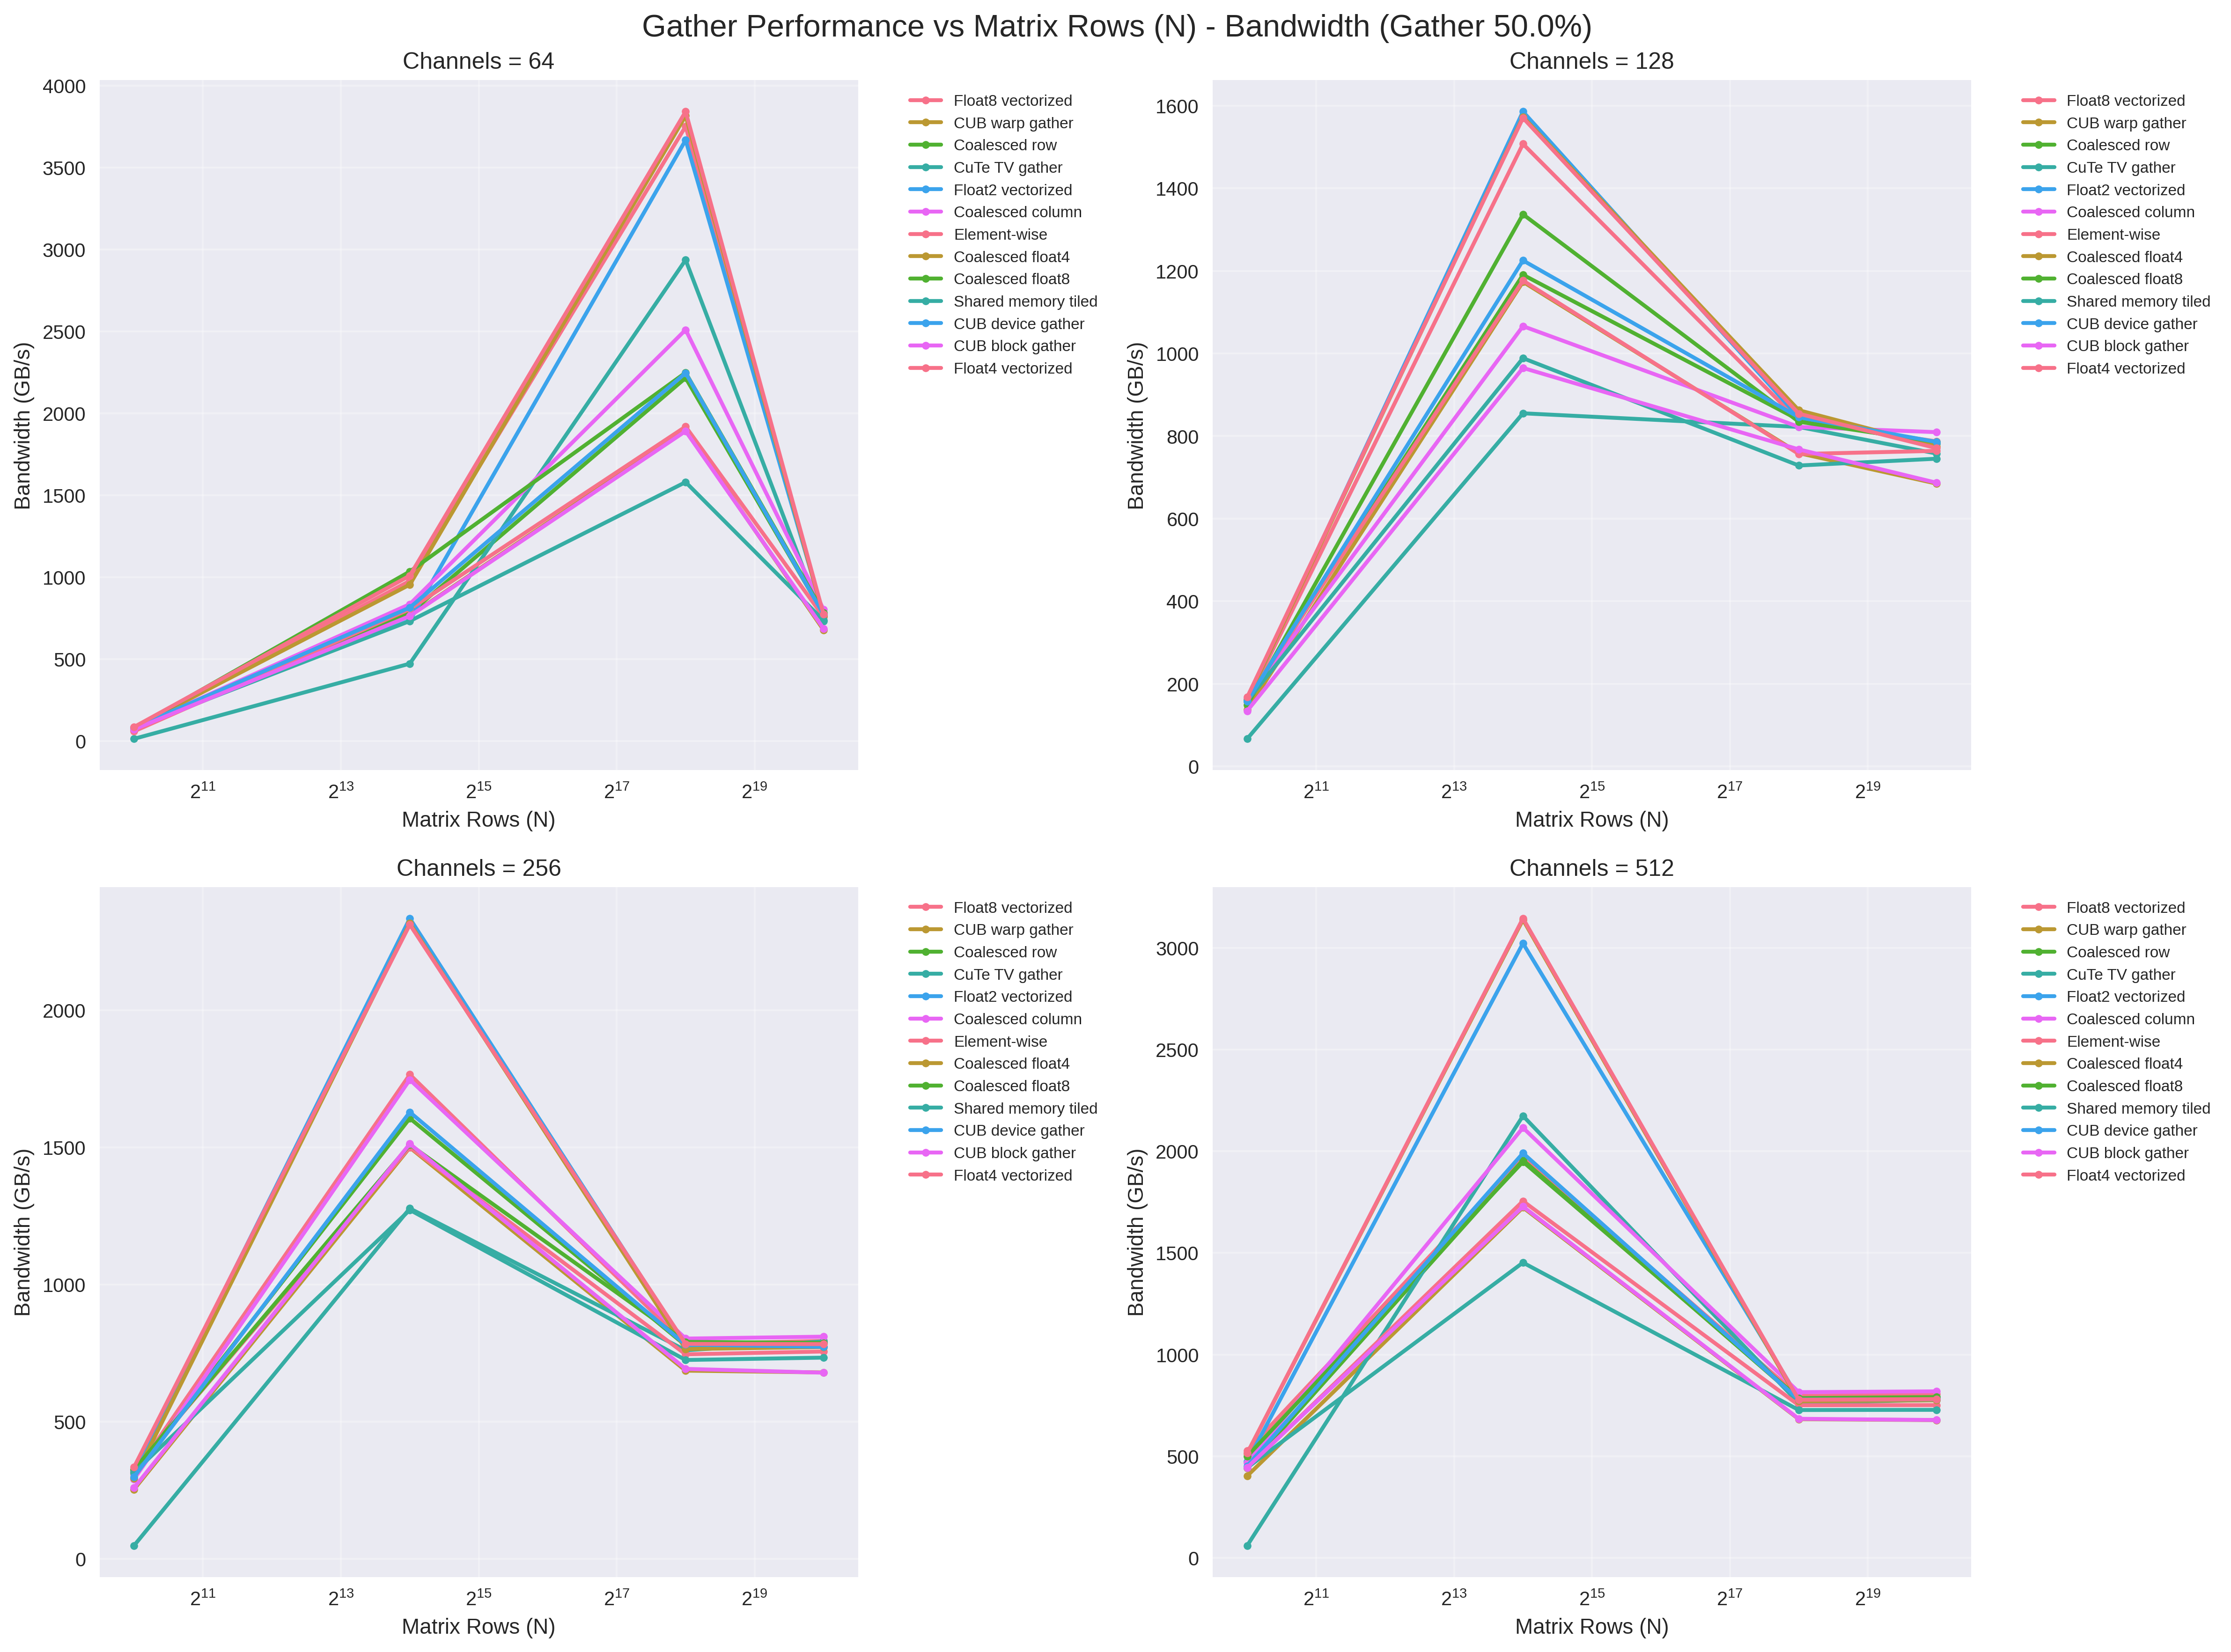 Gather Performance vs Matrix Rows (N) - Bandwidth (Gather 50.0%)
Channels = 64
4000
3500
3000
2500
2000
1500
1000
500
0
Bandwidth (GB/s)
2^11 2^13 2^15 2^17 2^19
Matrix Rows (N)
Float8 vectorized
CUB warp gather
Coalesced row
CuTe TV gather
Float2 vectorized
Coalesced column
Element-wise
Coalesced float4
Coalesced float8
Shared memory tiled
CUB device gather
CUB block gather
Float4 vectorized
Channels = 128
1600
1400
1200
1000
800
600
400
200
0
Bandwidth (GB/s)
2^11 2^13 2^15 2^17 2^19
Matrix Rows (N)
Float8 vectorized
CUB warp gather
Coalesced row
CuTe TV gather
Float2 vectorized
Coalesced column
Element-wise
Coalesced float4
Coalesced float8
Shared memory tiled
CUB device gather
CUB block gather
Float4 vectorized
Channels = 256
2000
1500
1000
500
0
Bandwidth (GB/s)
2^11 2^13 2^15 2^17 2^19
Matrix Rows (N)
Float8 vectorized
CUB warp gather
Coalesced row
CuTe TV gather
Float2 vectorized
Coalesced column
Element-wise
Coalesced float4
Coalesced float8
Shared memory tiled
CUB device gather
CUB block gather
Float4 vectorized
Channels = 512
3000
2500
2000
1500
1000
500
0
Bandwidth (GB/s)
2^11 2^13 2^15 2^17 2^19
Matrix Rows (N)
Float8 vectorized
CUB warp gather
Coalesced row
CuTe TV gather
Float2 vectorized
Coalesced column
Element-wise
Coalesced float4
Coalesced float8
Shared memory tiled
CUB device gather
CUB block gather
Float4 vectorized